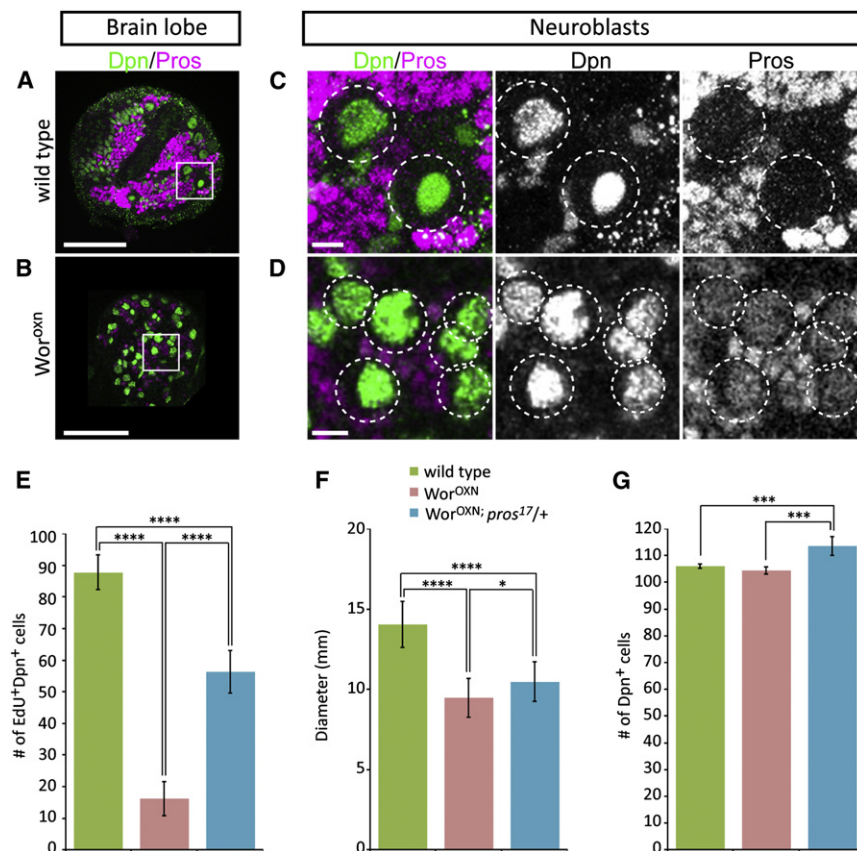 Brain lobe
Neuroblasts
Dpn/Pros
Dpn/Pros
Dpn
Pros
A
wild type
C
B
Wor^oxn
D
E
F
G
wild type
Wor^OXN
Wor^OXN; pros^17/+
# of EdU+Dpn+ cells
100
90
80
70
60
50
40
30
20
10
0
****
****
****
Diameter (mm)
20
15
10
5
0
****
****
*
# of Dpn+ cells
120
110
100
90
80
70
60
50
40
30
20
10
0
***
***